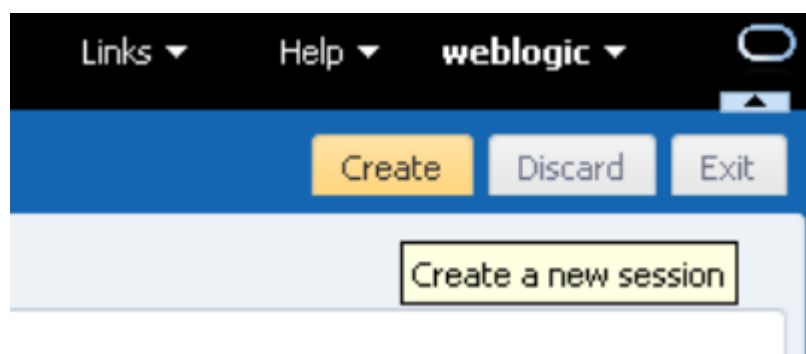 Links Help weblogic
Create Discard Exit
Create a new session